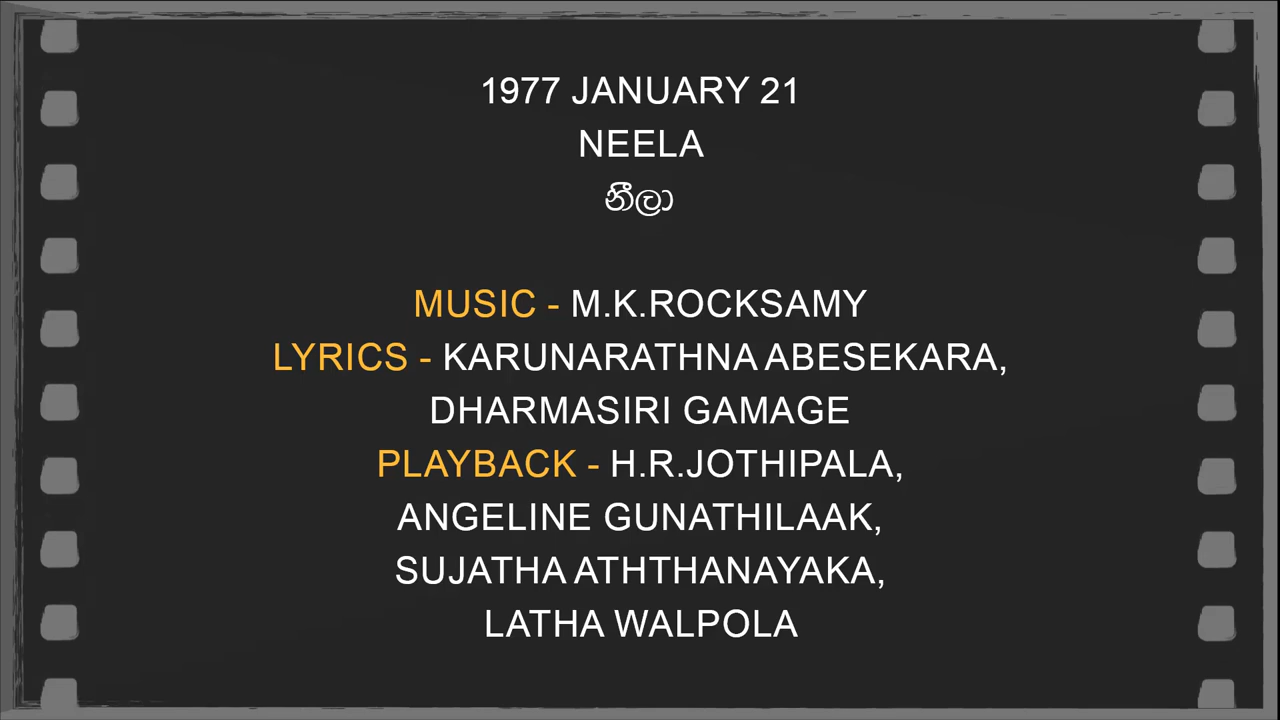 1977 JANUARY 21
NEELA
නීලා
MUSIC - M.K.ROCKSAMY
LYRICS - KARUNARATHNA ABESEKARA,
DHARMASIRI GAMAGE
PLAYBACK - H.R.JOTHIPALA,
ANGELINE GUNATHILAAK,
SUJATHA ATHTHANAYAKA,
LATHA WALPOLA